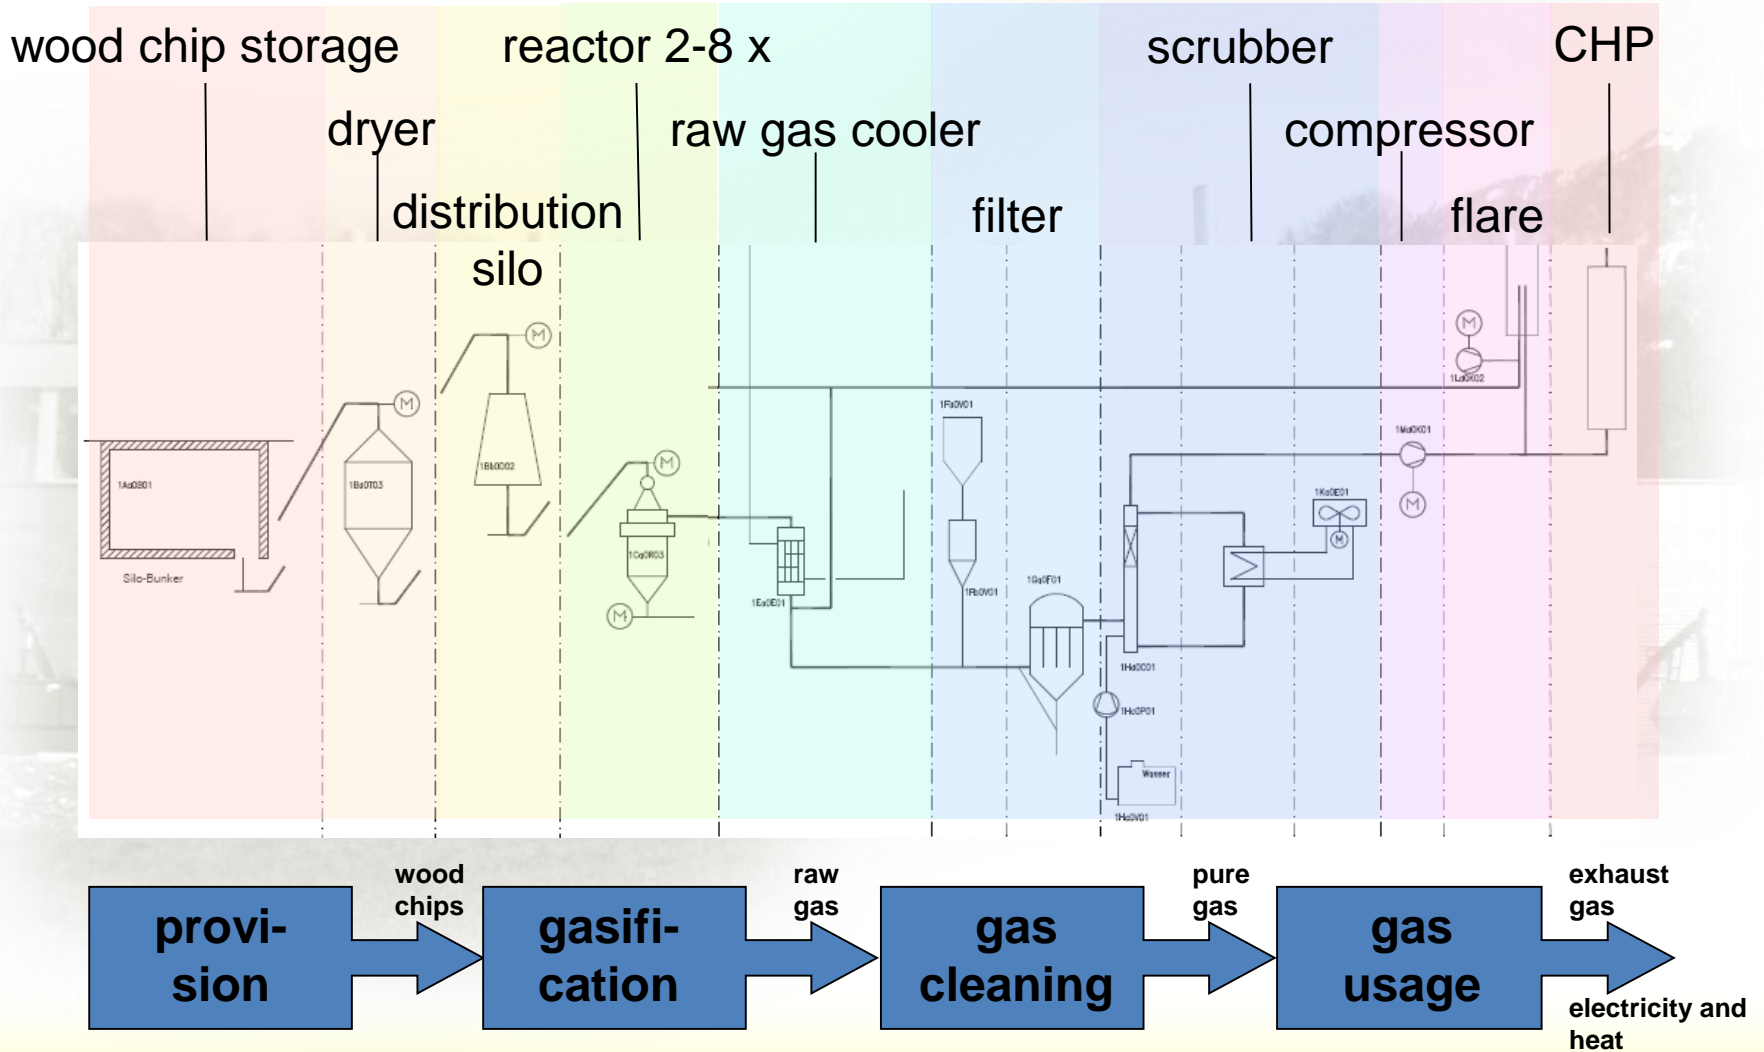 wood chip storage
reactor 2-8 x
scrubber
CHP
dryer
raw gas cooler
compressor
distribution
silo
filter
flare
M
M
1La0K02
M
1Fa0V01
1Ma0K01
M
1Aa0B01
1Ba0T03
1Bb0O02
1Ka0E01
M
M
1Ca0R03
Silo-Bunker
M
1Ea0E01
1Fb0V01
1Ga0F01
1Ha0C01
1Hc0P01
Wasser
1Hc0V01
wood
chips
raw
gas
pure
gas
exhaust
gas
provi-
sion
gasifi-
cation
gas
cleaning
gas
usage
electricity and
heat